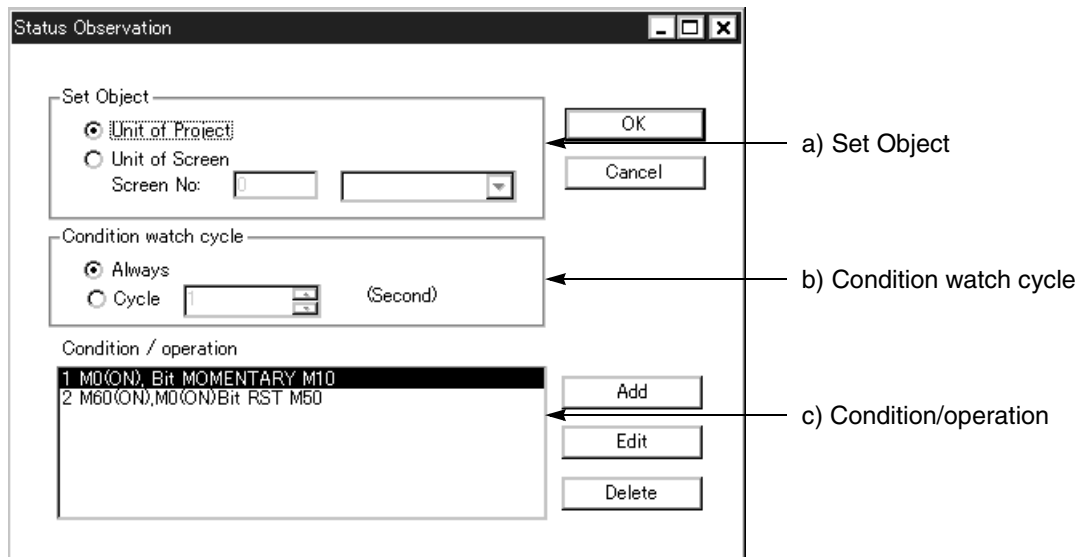 Status Observation
Set Object
Unit of Project
OK
a) Set Object
Unit of Screen
Cancel
Screen No: 0
Condition watch cycle
Always
b) Condition watch cycle
Cycle 1 (Second)
Condition / operation
1 M0(ON), Bit MOMENTARY M10
Add
2 M60(ON),M0(ON)Bit RST M50
c) Condition/operation
Edit
Delete